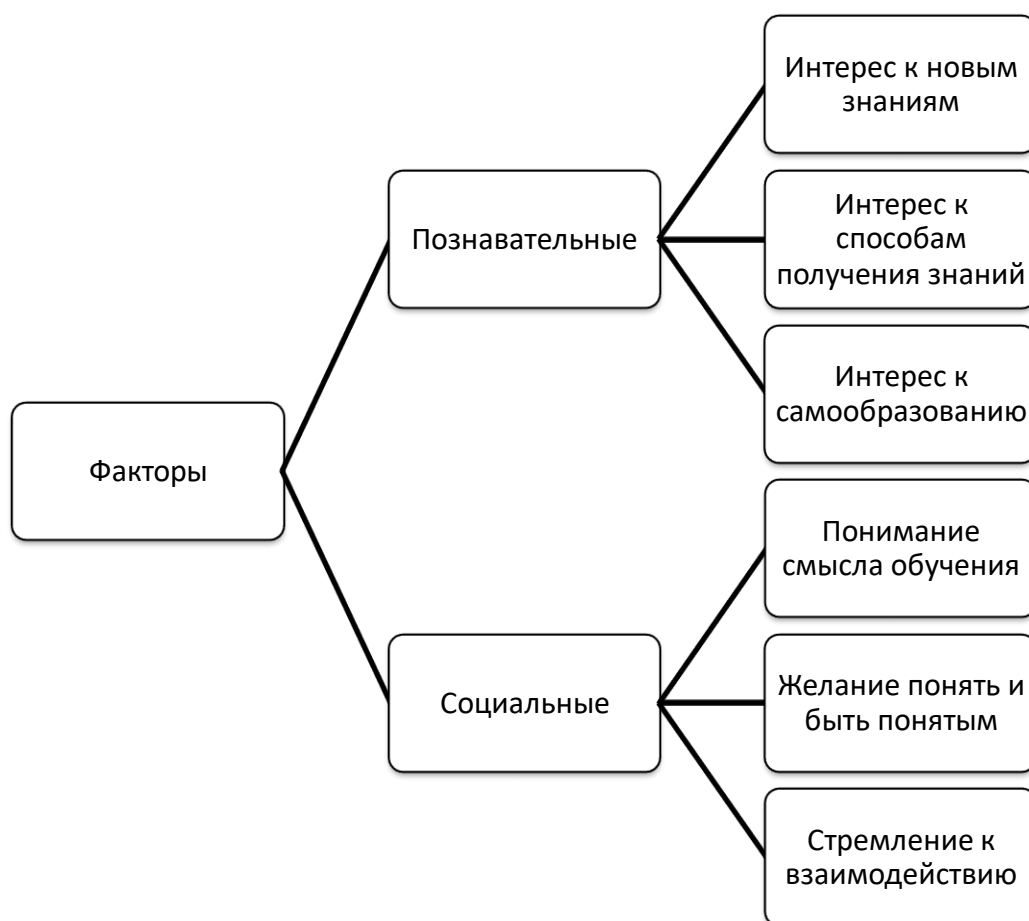 Интерес к новым
знаниям
Познавательные
Интерес к
способам
получения знаний
Интерес к
самообразованию
Факторы
Понимание
смысла обучения
Социальные
Желание понять и
быть понятым
Стремление к
взаимодействию